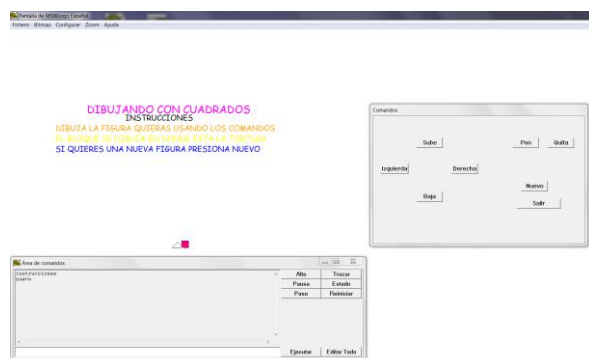 Pantalla de MSWLogo Español
Fichero Bitmap Configurar Zoom Ayuda
DIBUJANDO CON CUADRADOS
INSTRUCCIONES
DIBUJA LA FIGURA QUIERAS USANDO LOS COMANDOS
EL BLOQUE SE DIBUJA EN DONDE ESTA LA TORTUGA
SI QUIERES UNA NUEVA FIGURA PRESIONA NUEVO
Comandos
Sube Pon Quita
Izquierda Derecha
Nuevo
Baja
Salir
Área de comandos
instrucciones
nuevo
Alto Trazar
Pausa Estado
Paso Reiniciar
Ejecutar Editar Todo